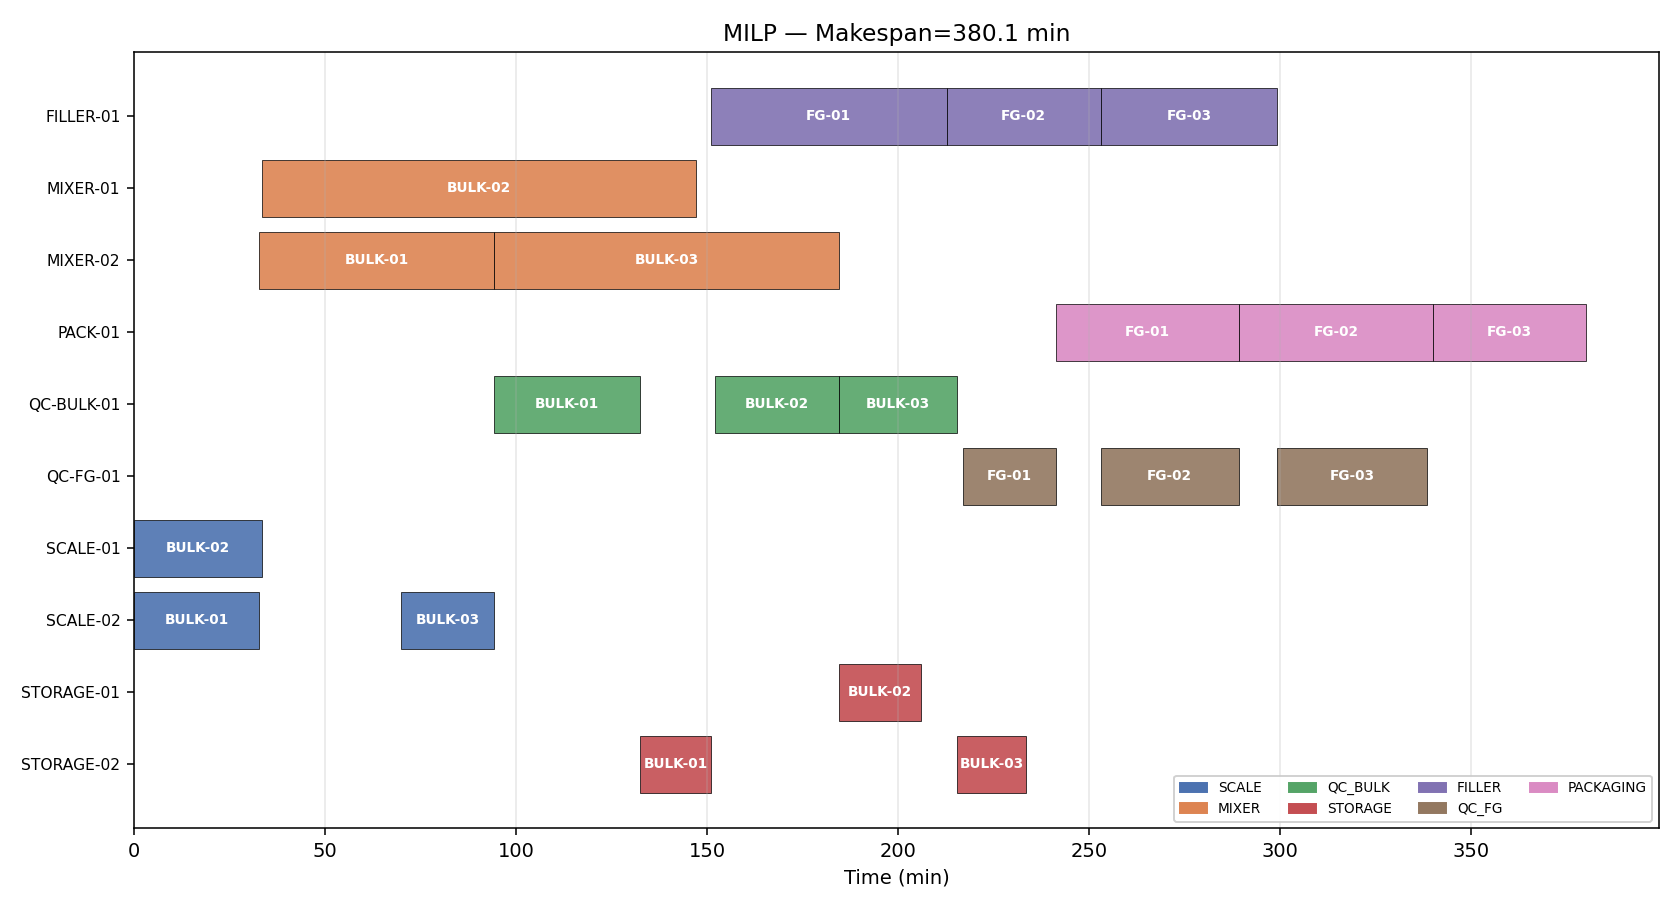 MILP — Makespan=380.1 min
FILLER-01 FG-01 FG-02 FG-03
MIXER-01 BULK-02
MIXER-02 BULK-01 BULK-03
PACK-01 FG-01 FG-02 FG-03
QC-BULK-01 BULK-01 BULK-02 BULK-03
QC-FG-01 FG-01 FG-02 FG-03
SCALE-01 BULK-02
SCALE-02 BULK-01 BULK-03
STORAGE-01 BULK-02
STORAGE-02 BULK-01 BULK-03
SCALE QC_BULK FILLER PACKAGING
MIXER STORAGE QC_FG
0 50 100 150 200 250 300 350
Time (min)